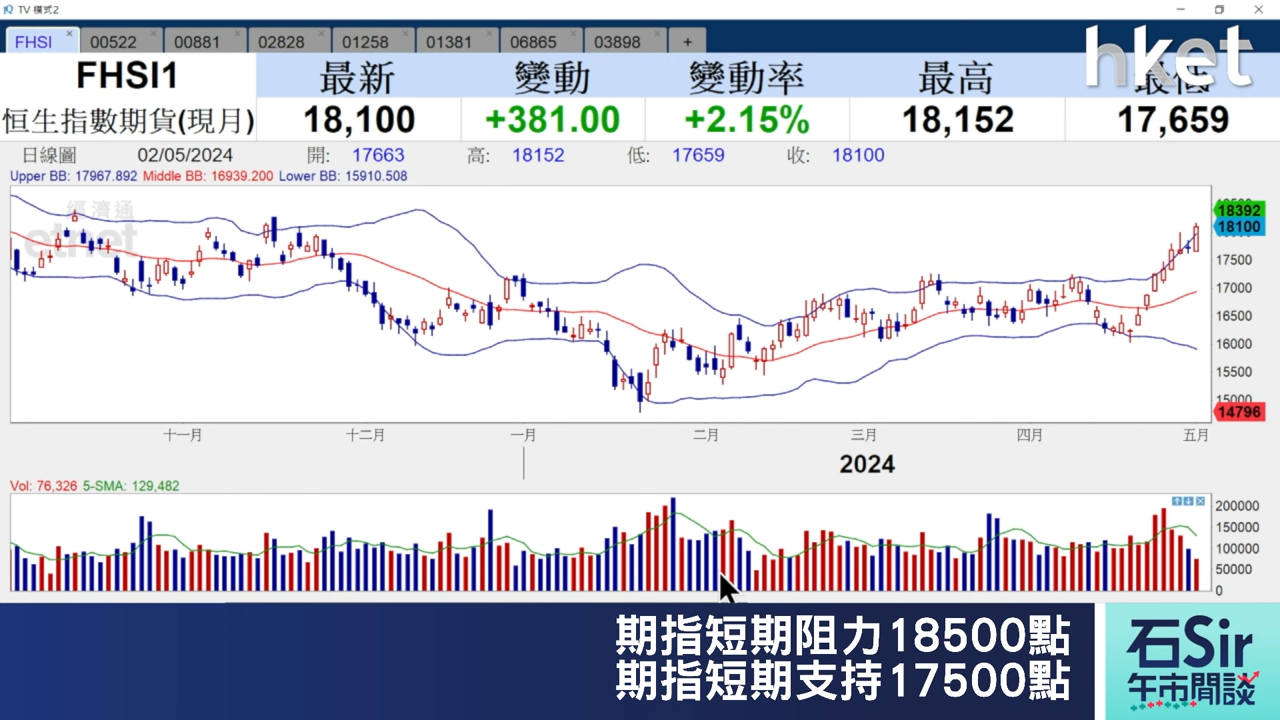 TV 模式2
FHSI 00522 00881 02828 01258 01381 06865 03898 +
hket
FHSI1 最新 變動 變動率 最高 最低
恒生指數期貨(現月) 18,100 +381.00 +2.15% 18,152 17,659
日線圖 02/05/2024 開: 17663 高: 18152 低: 17659 收: 18100
Upper BB: 17967.892 Middle BB: 16939.200 Lower BB: 15910.508
經濟通
etnet
18392
18100
17500
17000
16500
16000
15500
15000
14796
十一月 十二月 一月 二月 三月 四月 五月
2024
Vol: 76,326 5-SMA: 129,482
200000
150000
100000
50000
0
期指短期阻力18500點
期指短期支持17500點
石Sir
午市閒談